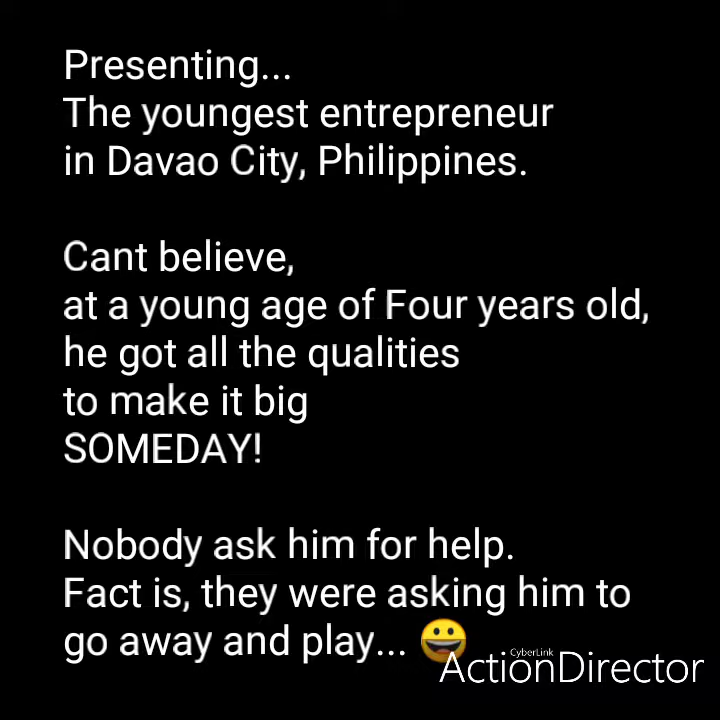 Presenting...
The youngest entrepreneur
in Davao City, Philippines.
Cant believe,
at a young age of Four years old,
he got all the qualities
to make it big
SOMEDAY!
Nobody ask him for help.
Fact is, they were asking him to
go away and play... 😀
CyberLink
ActionDirector